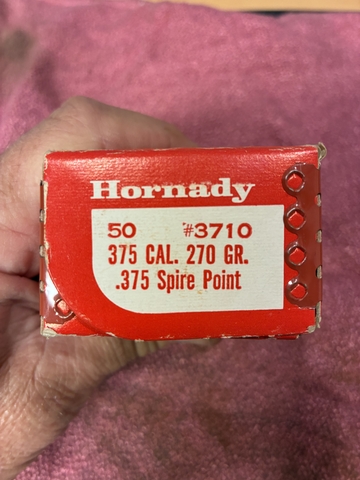 Hornady
50 #3710
375 CAL. 270 GR.
.375 Spire Point